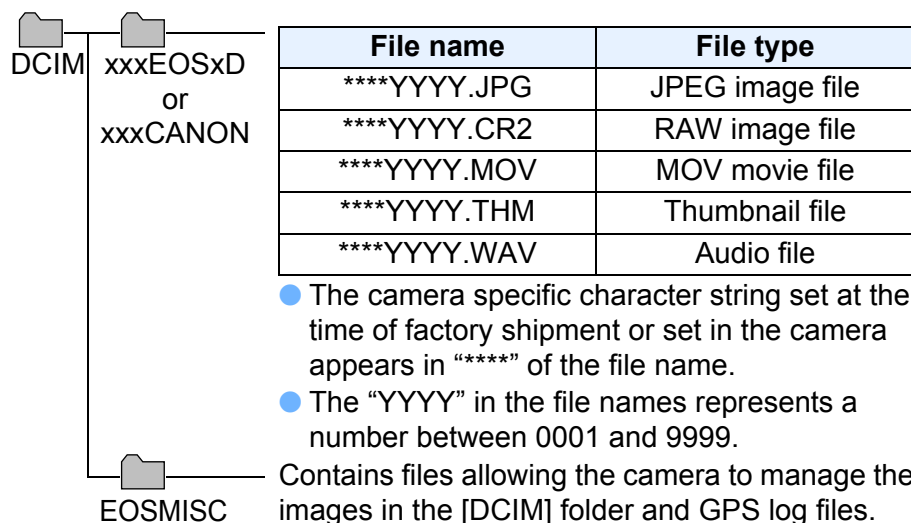 DCIM
xxxEOSxD
or
xxxCANON
File name File type
****YYYY.JPG JPEG image file
****YYYY.CR2 RAW image file
****YYYY.MOV MOV movie file
****YYYY.THM Thumbnail file
****YYYY.WAV Audio file
● The camera specific character string set at the
time of factory shipment or set in the camera
appears in “****” of the file name.
● The “YYYY” in the file names represents a
number between 0001 and 9999.
EOSMISC
Contains files allowing the camera to manage the
images in the [DCIM] folder and GPS log files.